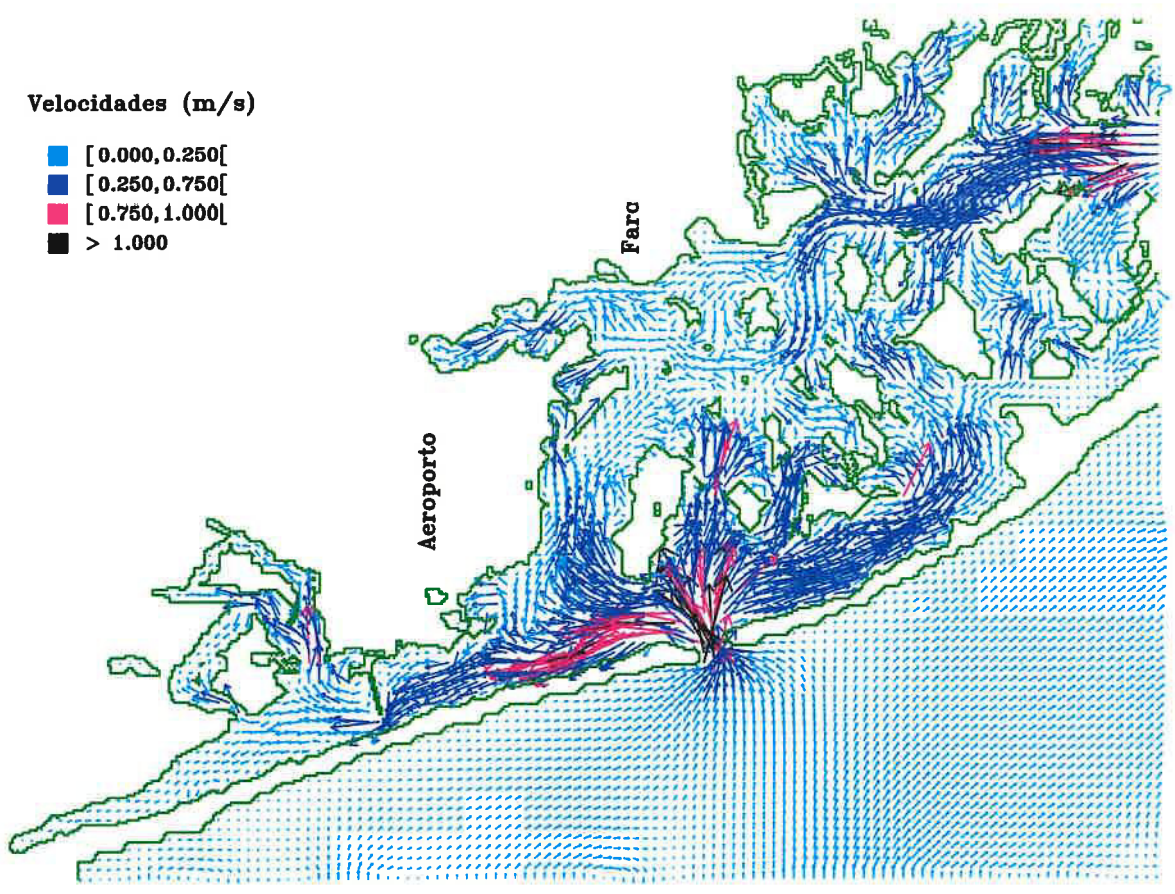 Velocidades (m/s)
[0.000,0.250[
[0.250,0.750[
[0.750,1.000[
> 1.000
Faro
Aeroporto